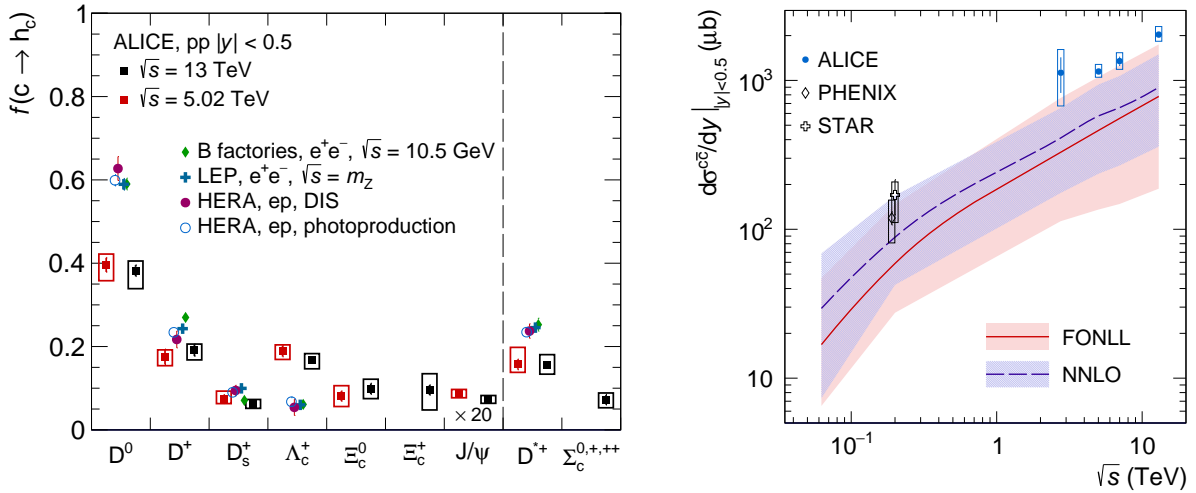 f(c → h_c)
1
0.8
0.6
0.4
0.2
0
ALICE, pp |y| < 0.5
√s = 13 TeV
√s = 5.02 TeV
B factories, e⁺e⁻, √s = 10.5 GeV
LEP, e⁺e⁻, √s = m_Z
HERA, ep, DIS
HERA, ep, photoproduction
× 20
D⁰ D⁺ D_s⁺ Λ_c⁺ Ξ_c⁰ Ξ_c⁺ J/ψ D*⁺ Σ_c^{0,+,++}
dσ^{cc̄}/dy ||y|<0.5 (μb)
10³
10²
10
ALICE
PHENIX
STAR
FONLL
NNLO
10⁻¹ 1 10
√s (TeV)